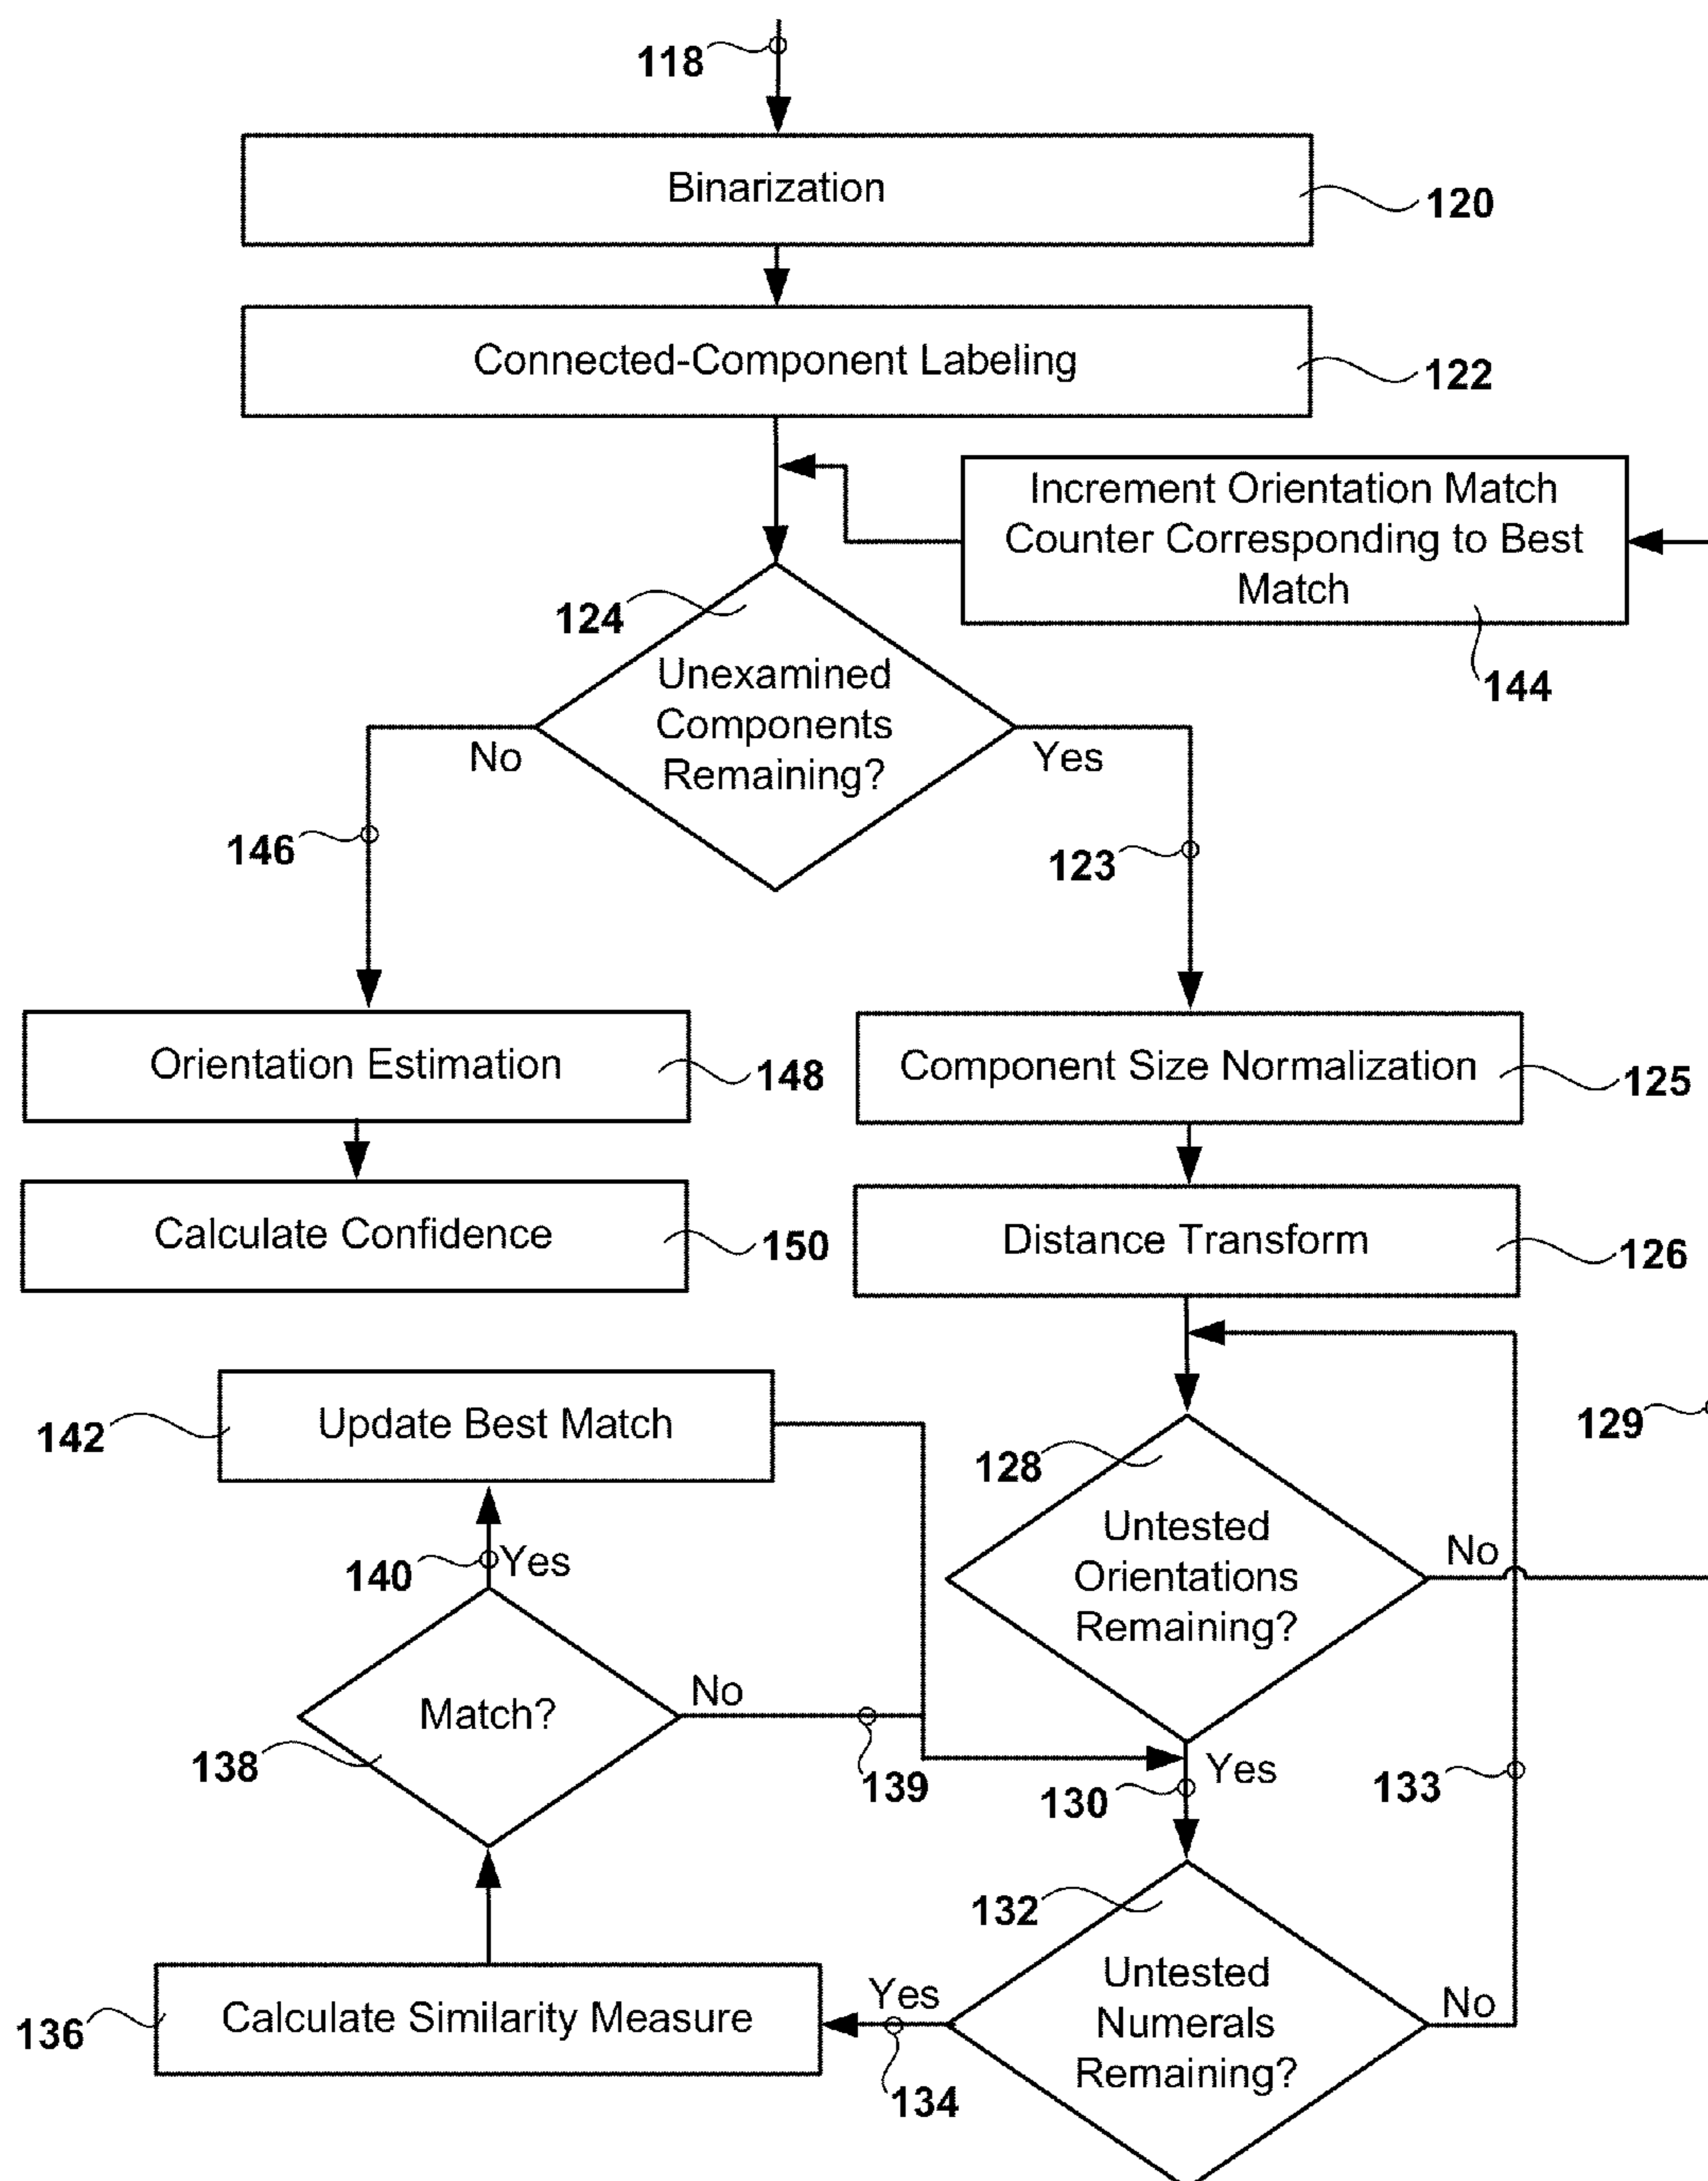 118
Binarization
120
Connected-Component Labeling
122
Increment Orientation Match
Counter Corresponding to Best
Match
144
124
Unexamined
Components
Remaining?
No
Yes
146
123
Orientation Estimation
148
Component Size Normalization
125
Calculate Confidence
150
Distance Transform
126
142
Update Best Match
129
128
Untested
Orientations
Remaining?
No
140
Yes
Match?
No
138
139
Yes
130
133
132
Untested
Numerals
Remaining?
Yes
No
136
Calculate Similarity Measure
134